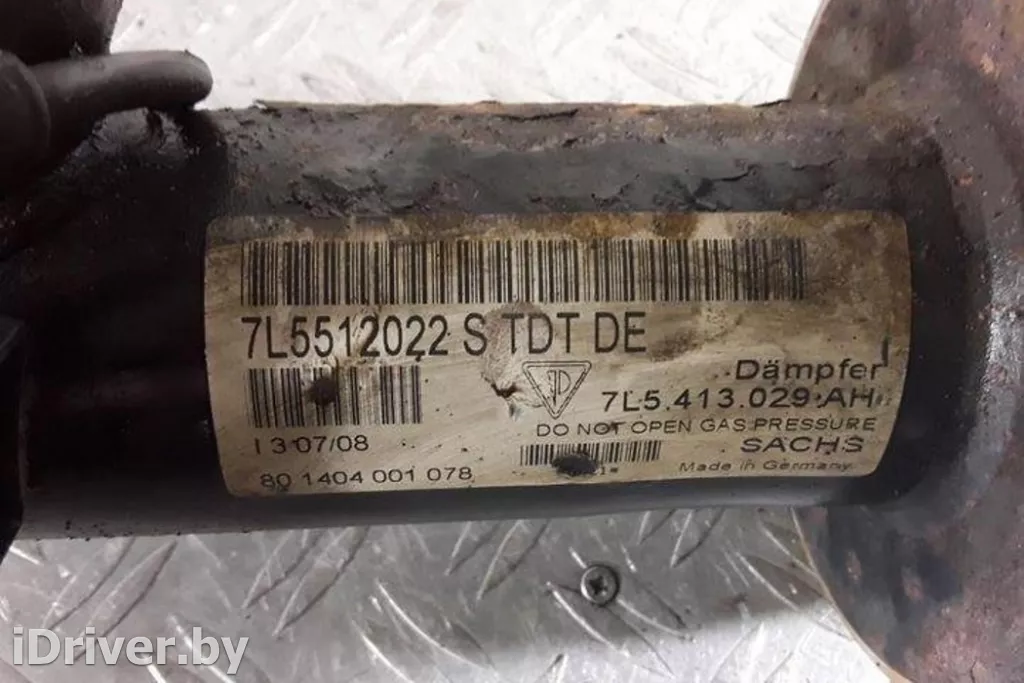 7L5512022 S TDT DE
Dämpfer
7L5.413.029.AH
DO NOT OPEN GAS PRESSURE
SACHS
Made in Germany
I 3 07/08
80 1404 001 078
iDriver.by